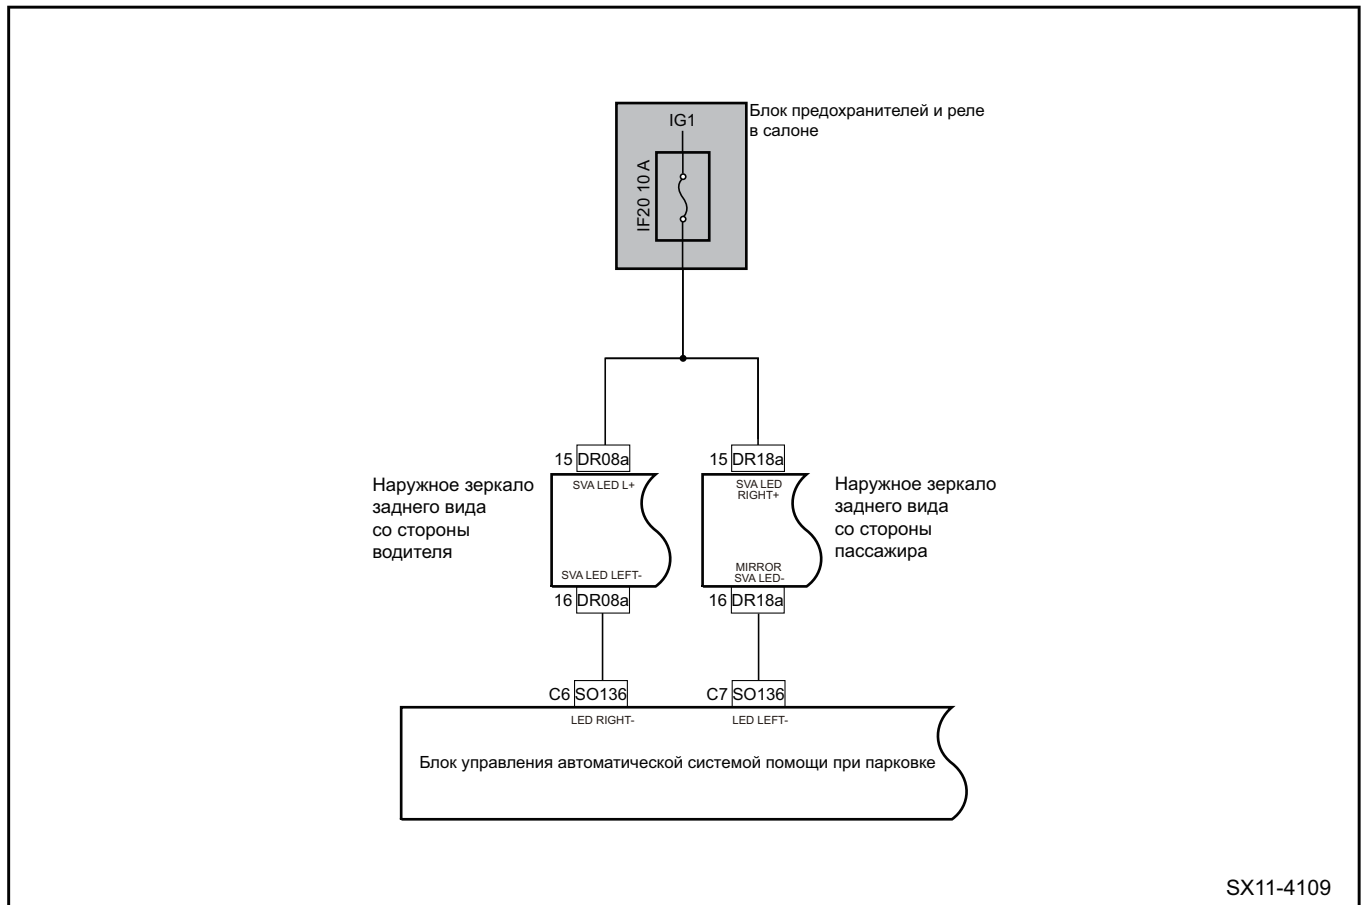 IG1
Блок предохранителей и реле
в салоне
IF20 10 A
15 DR08a
15 DR18a
Наружное зеркало
заднего вида
со стороны
водителя
SVA LED L+
SVA LED LEFT-
SVA LED
RIGHT+
MIRROR
SVA LED-
Наружное зеркало
заднего вида
со стороны
пассажира
16 DR08a
16 DR18a
C6 SO136
C7 SO136
LED RIGHT-
LED LEFT-
Блок управления автоматической системой помощи при парковке
SX11-4109